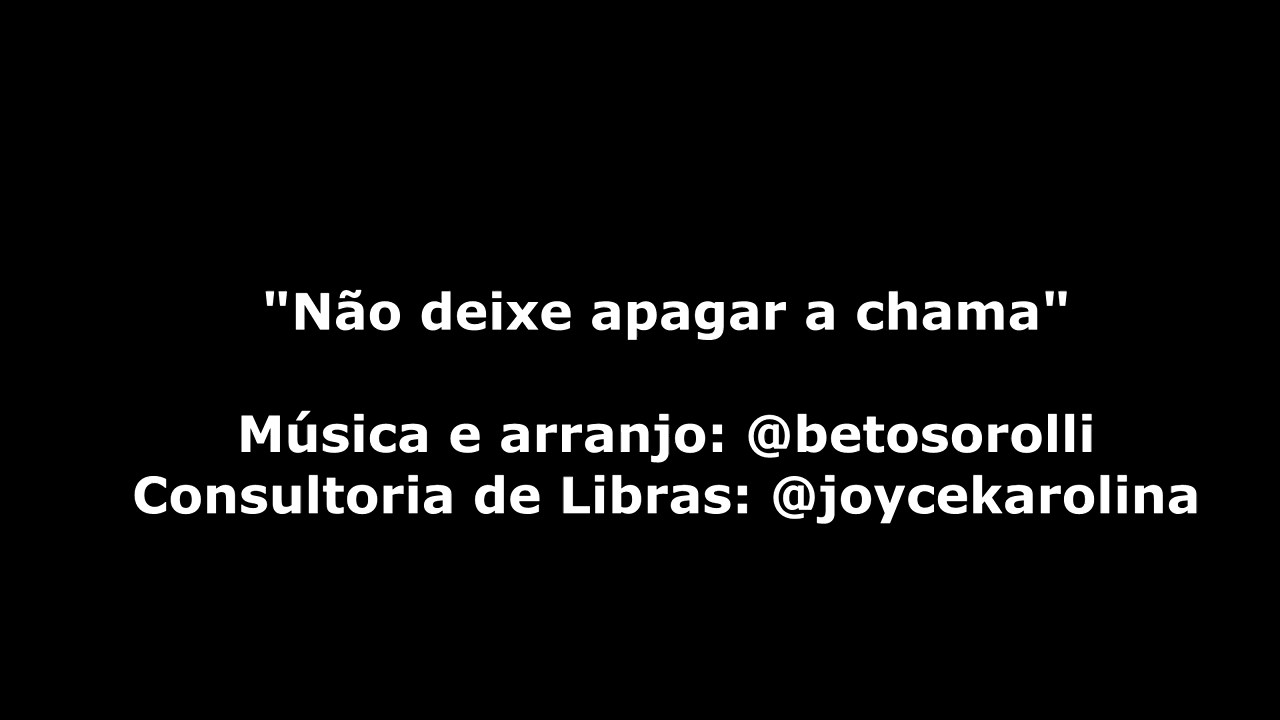 "Não deixe apagar a chama"
Música e arranjo: @betosorolli
Consultoria de Libras: @joycekarolina